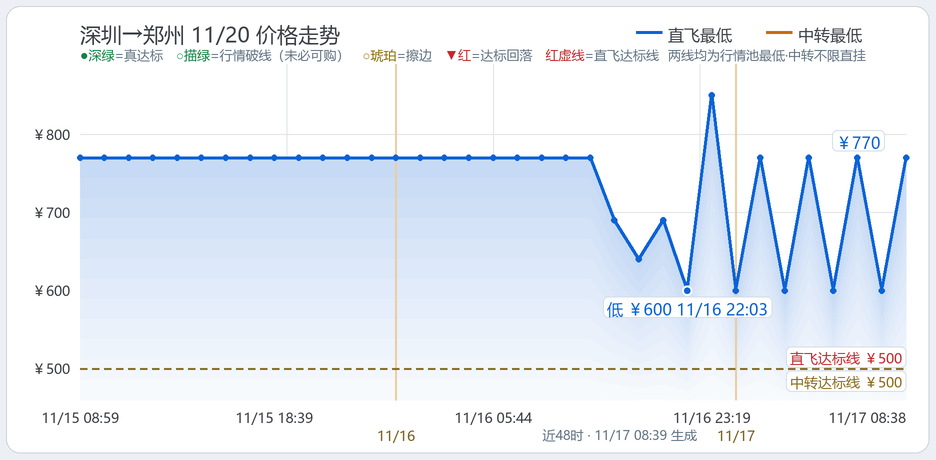 深圳→郑州 11/20 价格走势
直飞最低
中转最低
●深绿=真达标 ○描绿=行情破线（未必可购） ○琥珀=擦边 ▼红=达标回落 红虚线=直飞达标线 两线均为行情池最低·中转不限直挂
￥800
￥770
￥700
￥600
低 ￥600 11/16 22:03
直飞达标线 ￥500
￥500
中转达标线 ￥500
11/15 08:59
11/15 18:39
11/16 05:44
11/16 23:19
11/17 08:38
11/16
近48时 · 11/17 08:39 生成
11/17